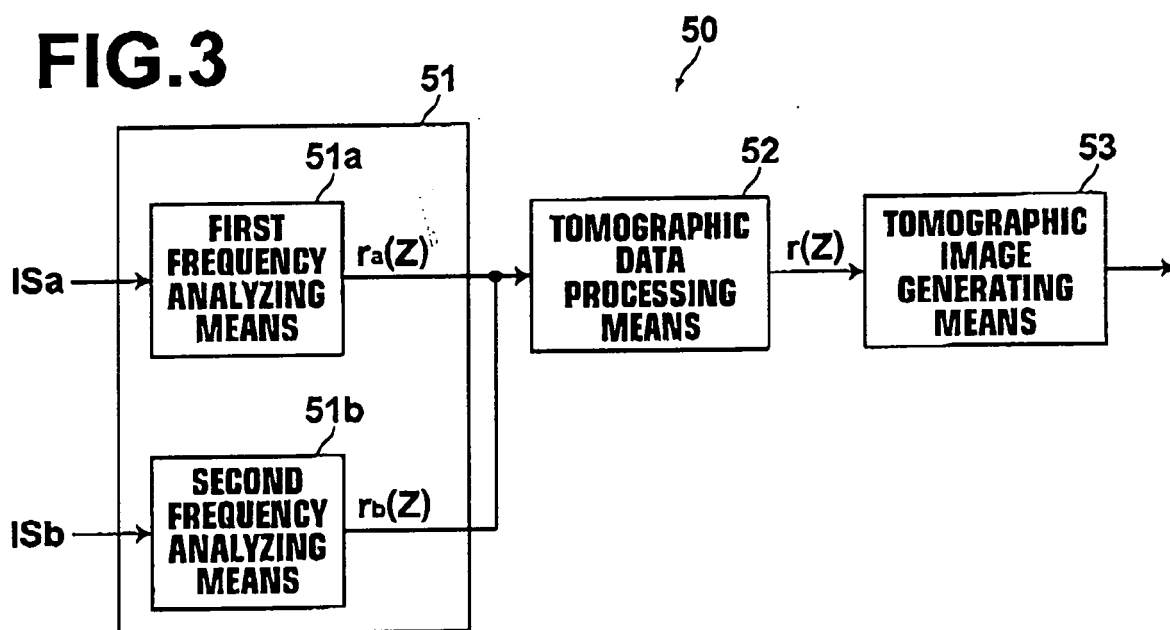 FIG.3
50
51
51a
FIRST
FREQUENCY
ANALYZING
MEANS
ISa
ra(Z)
52
TOMOGRAPHIC
DATA
PROCESSING
MEANS
r(Z)
53
TOMOGRAPHIC
IMAGE
GENERATING
MEANS
51b
SECOND
FREQUENCY
ANALYZING
MEANS
ISb
rb(Z)